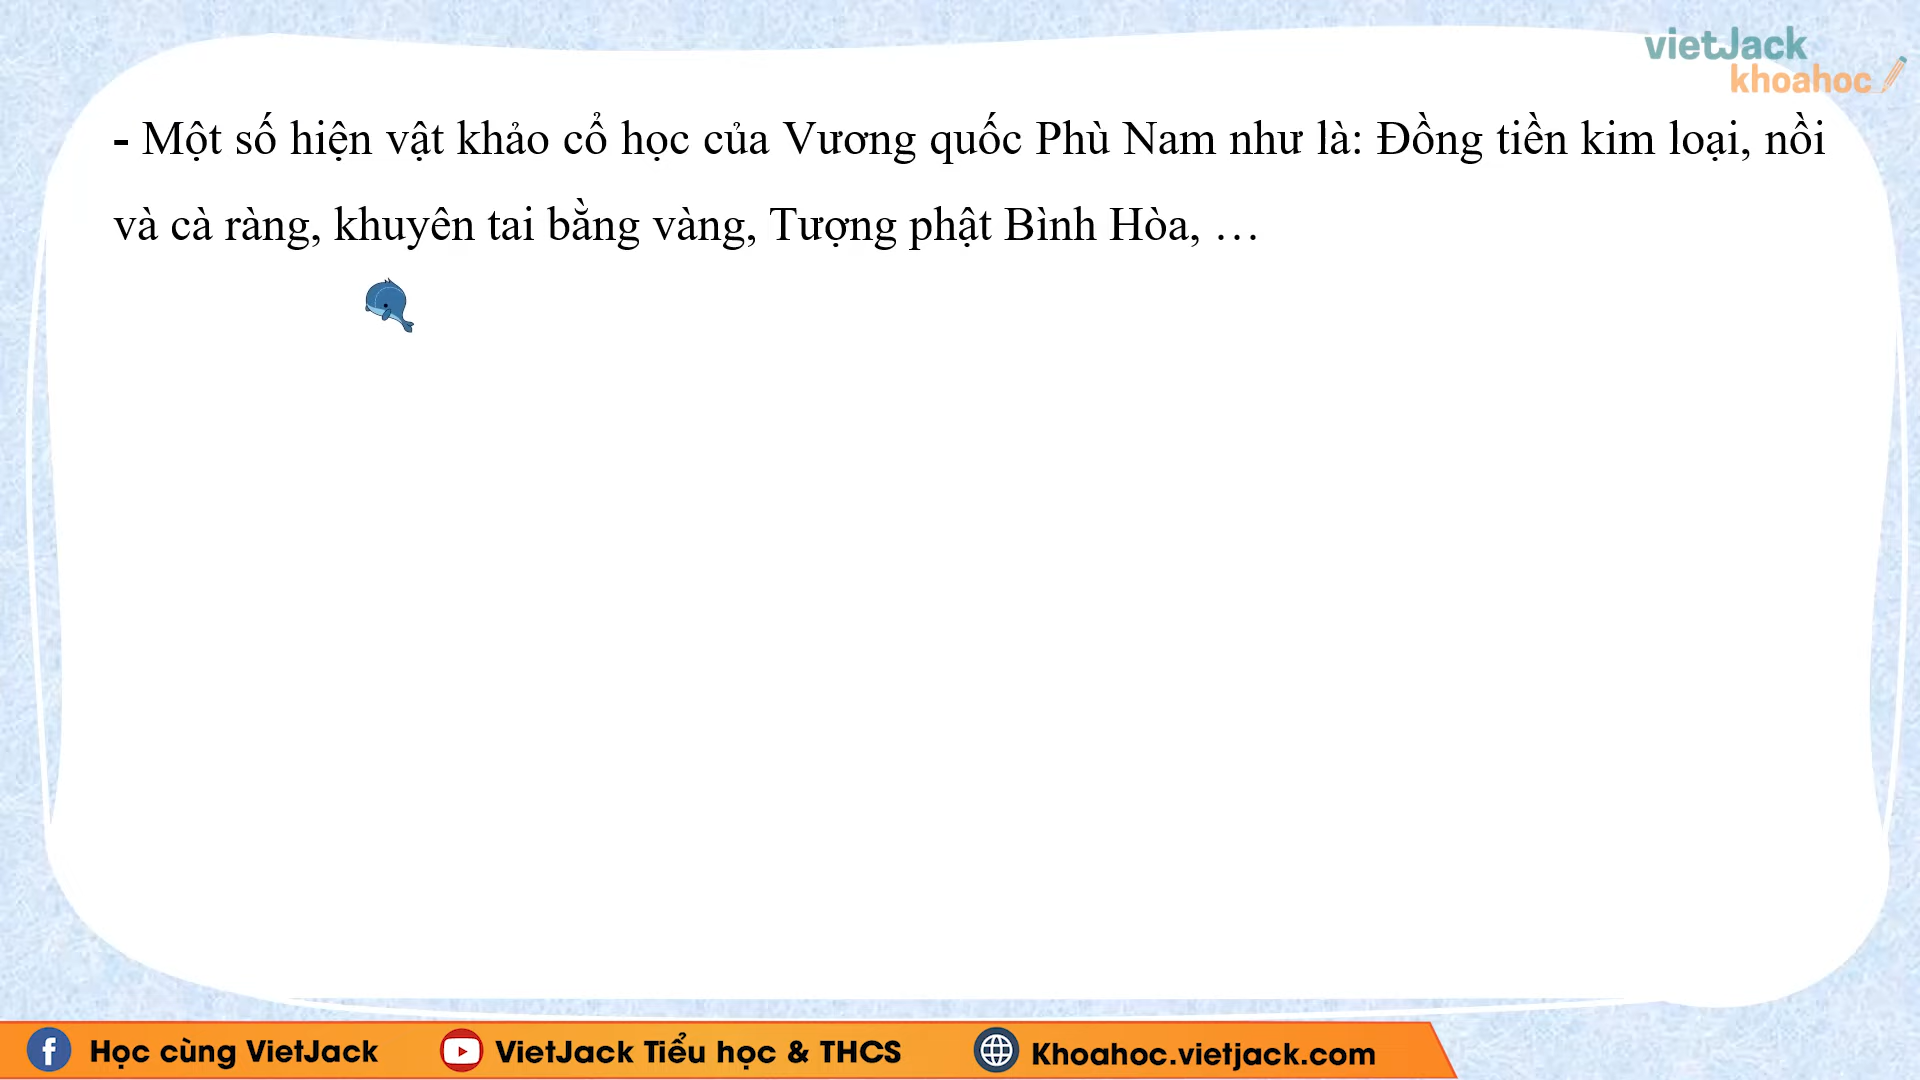 vietJack
khoahoc
- Một số hiện vật khảo cổ học của Vương quốc Phù Nam như là: Đồng tiền kim loại, nồi
và cà ràng, khuyên tai bằng vàng, Tượng phật Bình Hòa, …
Học cùng VietJack
VietJack Tiểu học & THCS
Khoahoc.vietjack.com